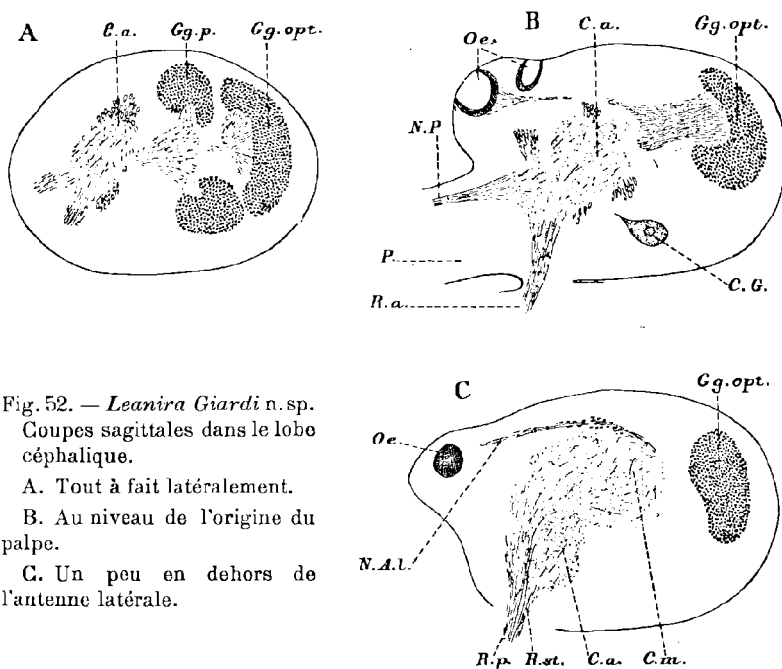 A
C.a. Gg.p. Gg.opt.
B
Oe. C.a. Gg.opt.
N.P
P.
R.a.
C.G.
C
Gg.opt.
Oe.
N.A.l.
R.p. R.st. C.a. C.m.
Fig. 52. — Leanira Giardi n. sp.
Coupes sagittales dans le lobe
céphalique.
A. Tout à fait latéralement.
B. Au niveau de l'origine du
palpe.
C. Un peu en dehors de
l'antenne latérale.